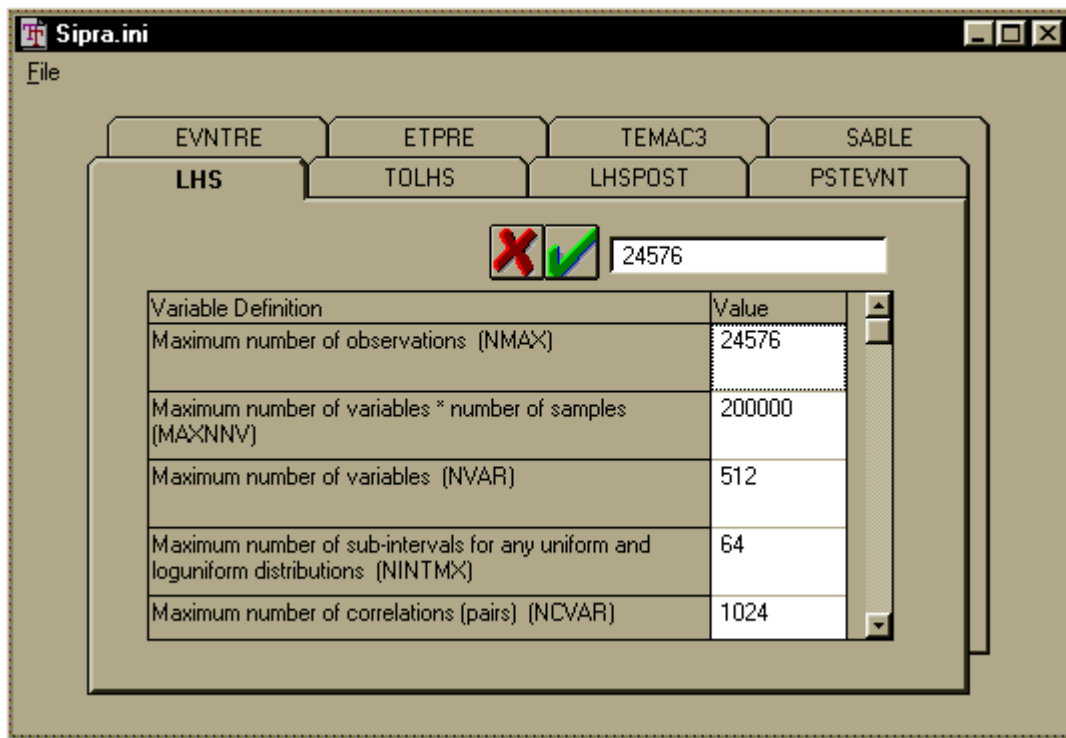 Sipra.ini
File
EVNTRE ETPRE TEMAC3 SABLE
LHS TOLHS LHSPOST PSTEVNT
24576
Variable Definition Value
Maximum number of observations (NMAX) 24576
Maximum number of variables * number of samples 200000
(MAXNNV)
Maximum number of variables (NVAR) 512
Maximum number of sub-intervals for any uniform and 64
loguniform distributions (NINTMX)
Maximum number of correlations (pairs) (NCVAR) 1024